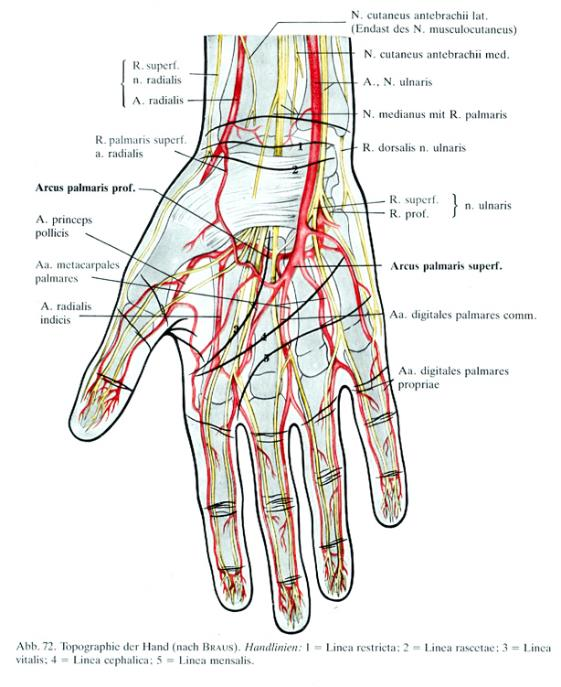 N. cutaneus antebrachii lat.
(Endast des N. musculocutaneus)
N. cutaneus antebrachii med.
R. superf.
n. radialis
A., N. ulnaris
A. radialis
N. medianus mit R. palmaris
R. palmaris superf.
a. radialis
1
R. dorsalis n. ulnaris
2
Arcus palmaris prof.
R. superf.
R. prof.
n. ulnaris
A. princeps
pollicis
Arcus palmaris superf.
Aa. metacarpales
palmares
A. radialis
indicis
Aa. digitales palmares comm.
3
4
5
Aa. digitales palmares
propriae
Abb. 72. Topographie der Hand (nach BRAUS). Handlinien: 1 = Linea restricta; 2 = Linea rascetae; 3 = Linea
vitalis; 4 = Linea cephalica; 5 = Linea mensalis.